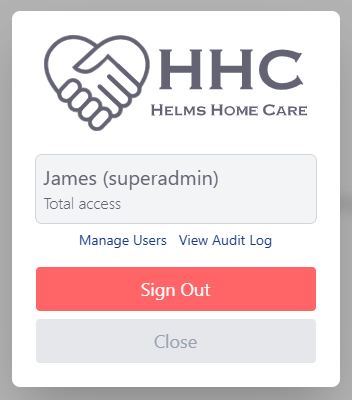 HHC
HELMS HOME CARE
James (superadmin)
Total access
Manage Users View Audit Log
Sign Out
Close